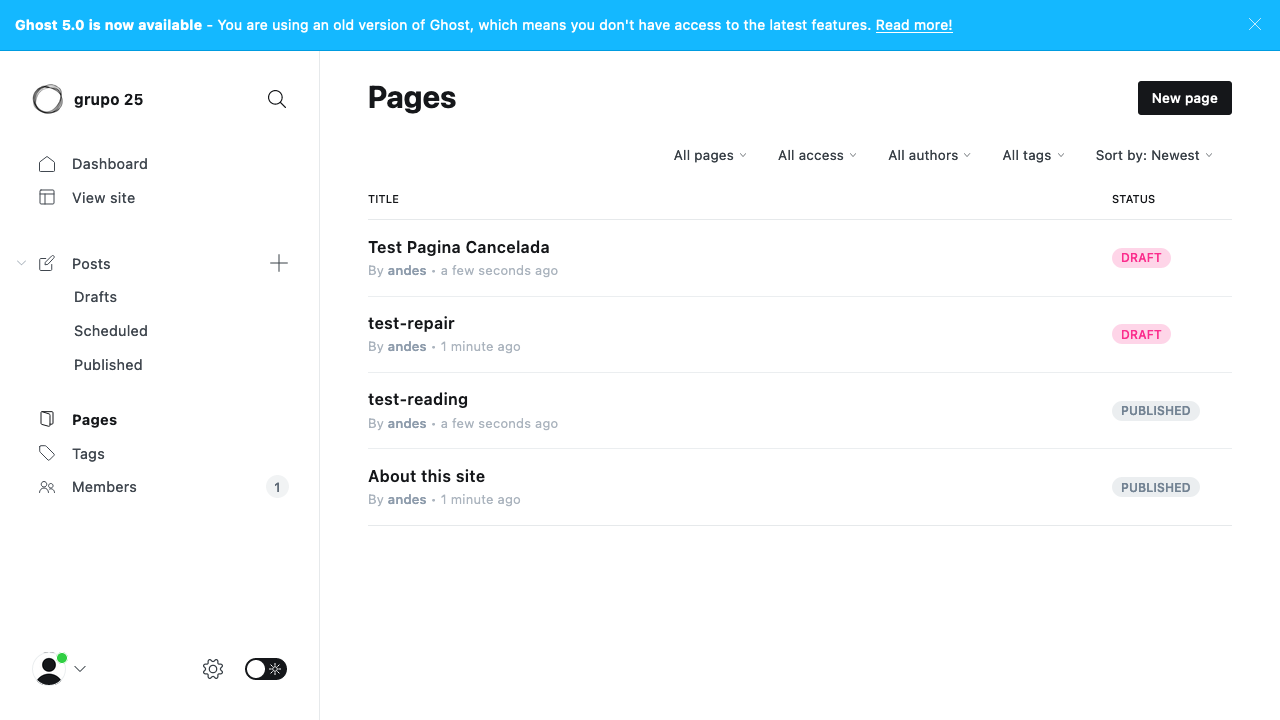 Ghost 5.0 is now available - You are using an old version of Ghost, which means you don't have access to the latest features. Read more!
grupo 25
Dashboard
View site
Posts
Drafts
Scheduled
Published
Pages
Tags
Members 1
Pages
New page
All pages All access All authors All tags Sort by: Newest
TITLE STATUS
Test Pagina Cancelada
By andes • a few seconds ago
DRAFT
test-repair
By andes • 1 minute ago
DRAFT
test-reading
By andes • a few seconds ago
PUBLISHED
About this site
By andes • 1 minute ago
PUBLISHED